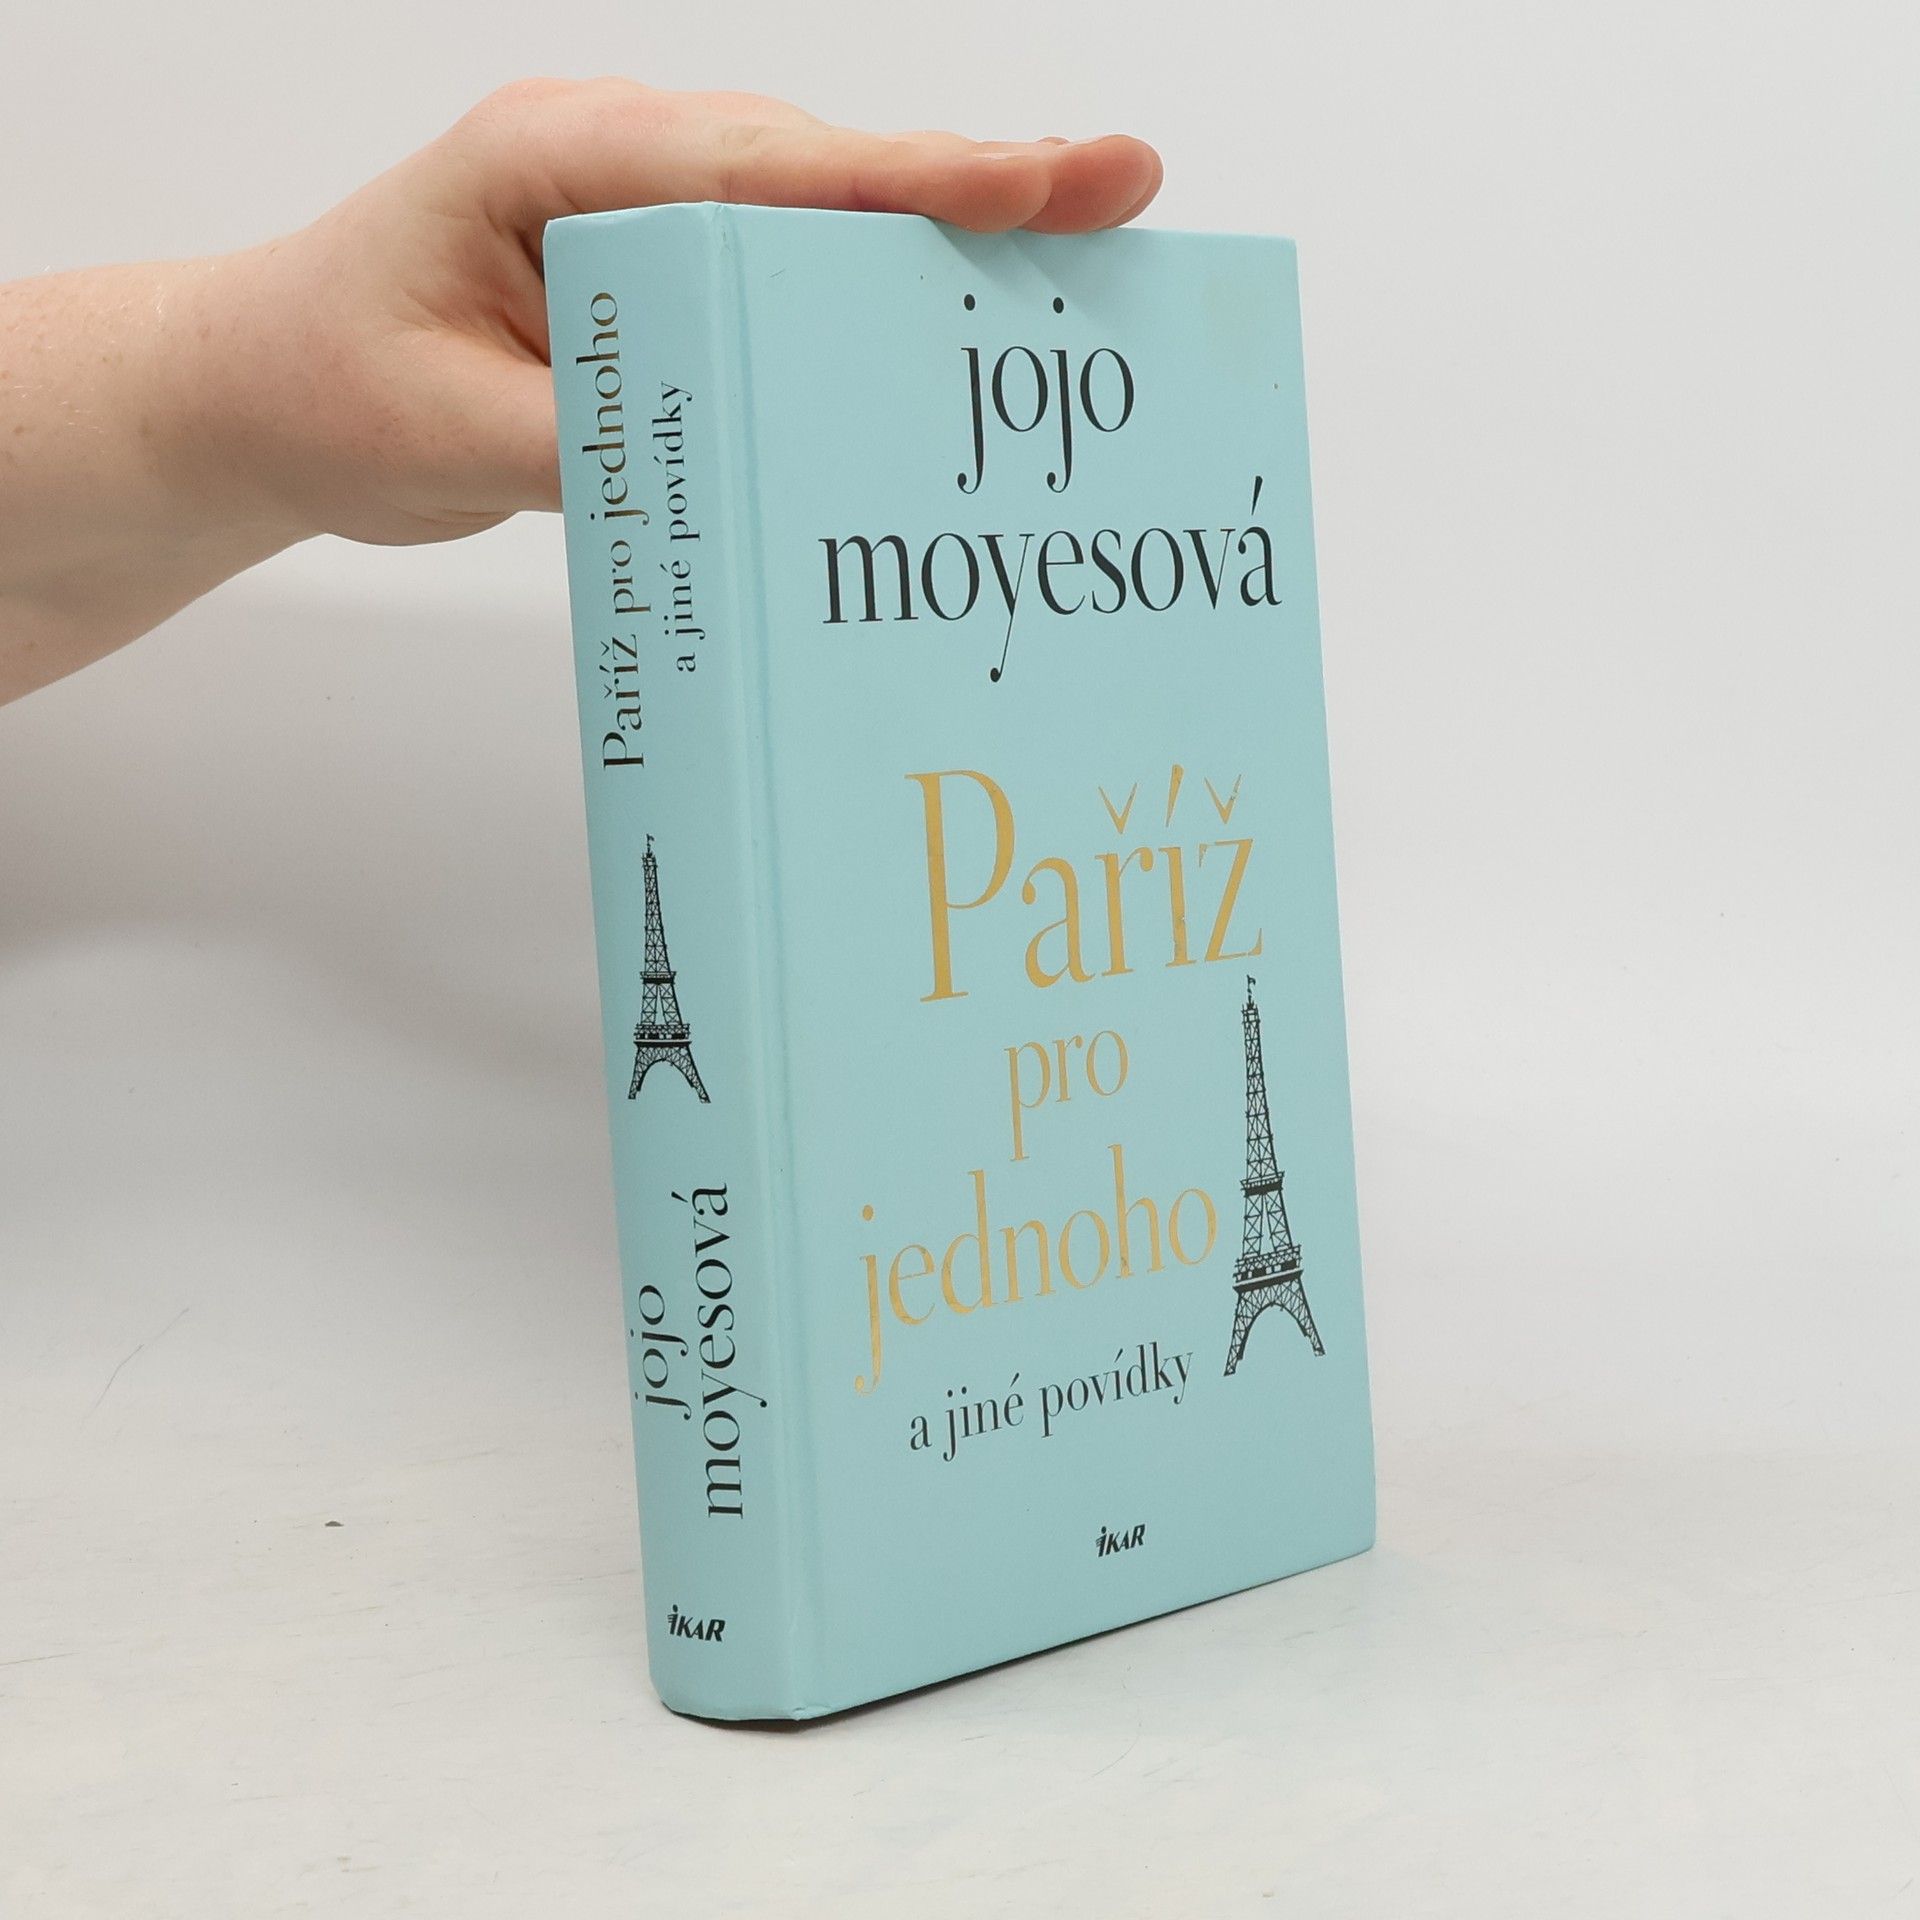 Paříž pro jednoho
a jiné povídky
jojo
moyesová
iKAR
jojo
moyesová
Paříž
pro
jednoho
a jiné povídky
iKAR